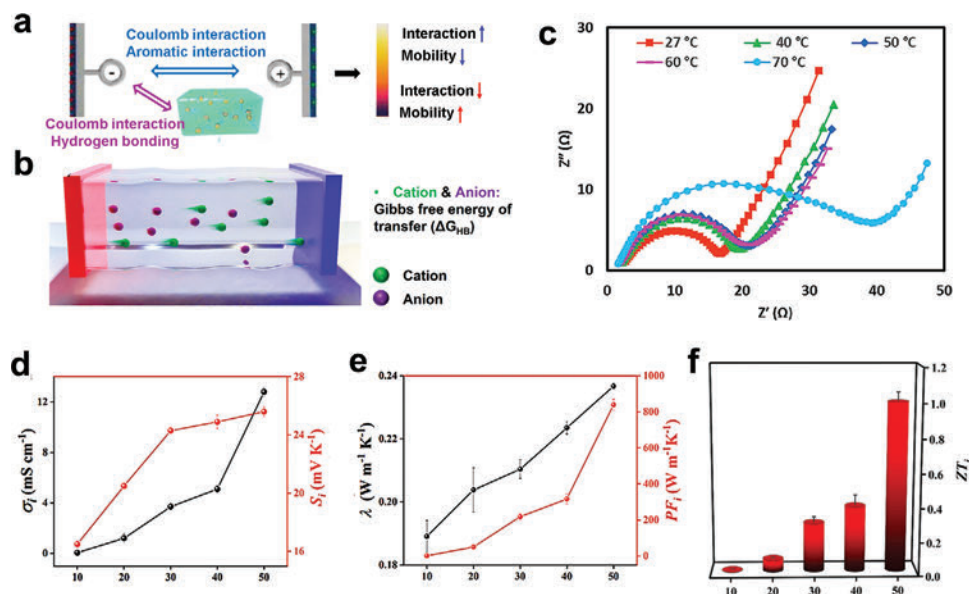 a
Coulomb interaction
Aromatic interaction
-
+
Coulomb interaction
Hydrogen bonding
Interaction↑
Mobility↓
Interaction↓
Mobility↑
b
• Cation & Anion:
Gibbs free energy of
transfer (ΔG_HB)
Cation
Anion
c
27 °C 40 °C 50 °C
60 °C 70 °C
Z″ (Ω)
30
20
10
0
0 10 20 30 40 50
Z′ (Ω)
d
σᵢ (mS cm⁻¹)
12
8
4
0
28
24
20
16
Sᵢ (mV K⁻¹)
10 20 30 40 50
e
λ (W m⁻¹ K⁻¹)
0.24
0.22
0.20
0.18
1000
800
600
400
200
0
PFᵢ (W m⁻¹K⁻¹)
10 20 30 40 50
f
1.2
1.0
0.8
0.6
0.4
0.2
0.0
ZTᵢ
10 20 30 40 50